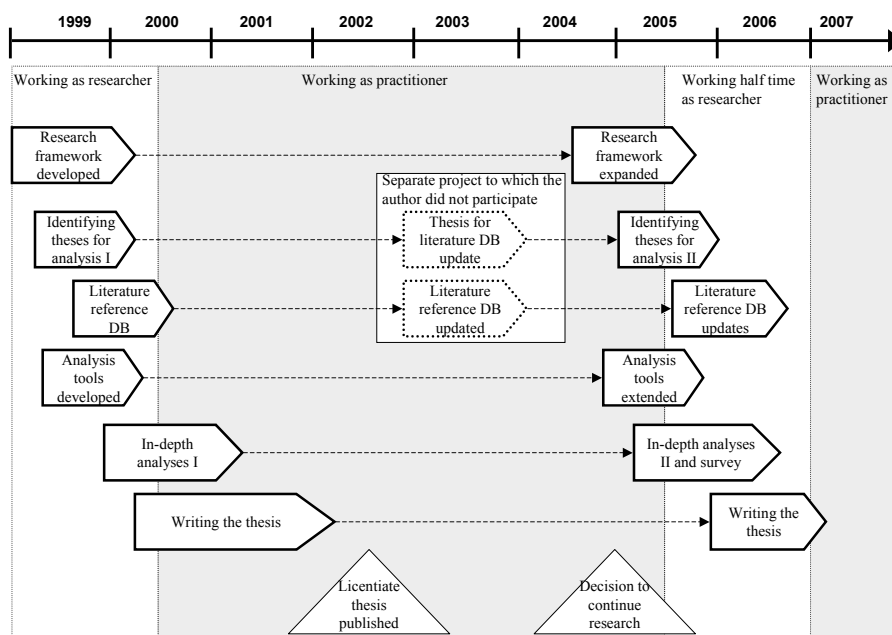 1999 2000 2001 2002 2003 2004 2005 2006 2007
Working as researcher
Working as practitioner
Working half time
as researcher
Working as
practitioner
Research
framework
developed
Research
framework
expanded
Separate project to which the
author did not participate
Identifying
theses for
analysis I
Thesis for
literature DB
update
Identifying
theses for
analysis II
Literature
reference
DB
Literature
reference DB
updated
Literature
reference DB
updates
Analysis
tools
developed
Analysis
tools
extended
In-depth
analyses I
In-depth analyses
II and survey
Writing the thesis
Writing the
thesis
Licentiate
thesis
published
Decision to
continue
research